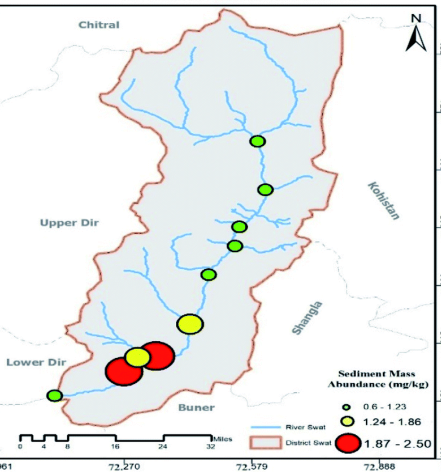 Chitral
N
Kohistan
Upper Dir
Shangla
Lower Dir
Sediment Mass
Abundance (mg/kg)
0.6 - 1.23
1.24 - 1.86
1.87 - 2.50
Buner
River Swat
District Swat
0 4 8 16 24 32 Miles
961 72,270 72,579 72,888